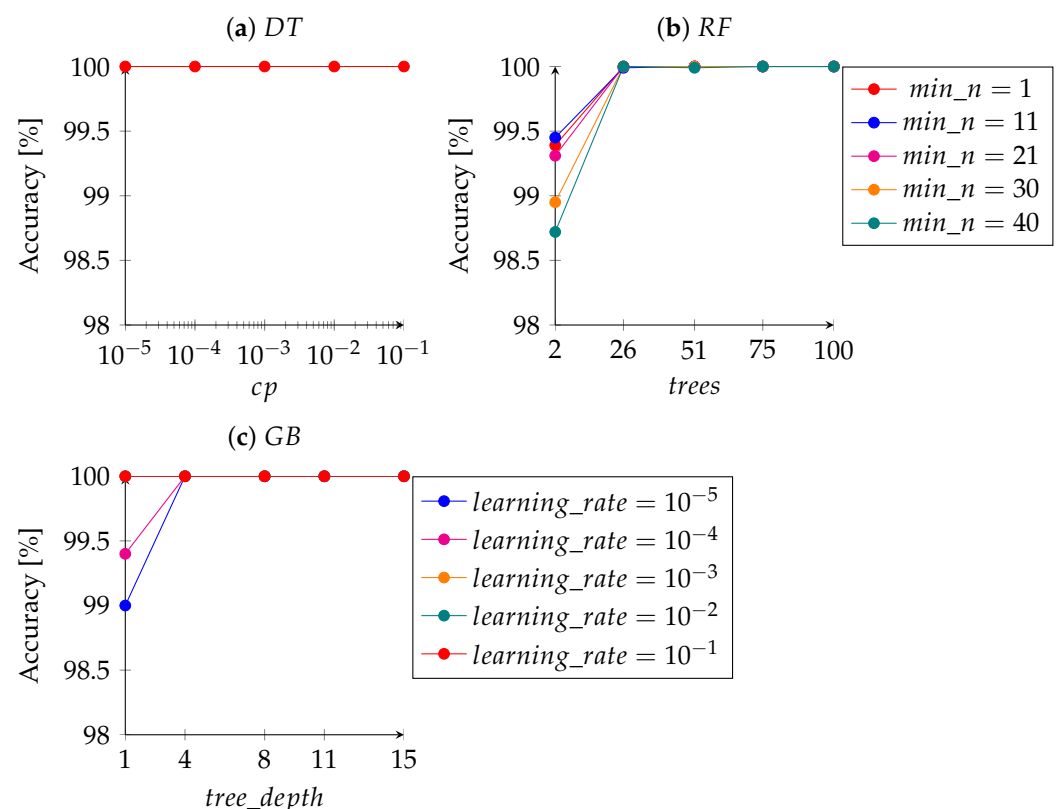 (a) DT
Accuracy [%]
100
99.5
99
98.5
98
10^−5 10^−4 10^−3 10^−2 10^−1
cp
(b) RF
Accuracy [%]
100
99.5
99
98.5
98
2 26 51 75 100
trees
min_n = 1
min_n = 11
min_n = 21
min_n = 30
min_n = 40
(c) GB
Accuracy [%]
100
99.5
99
98.5
98
1 4 8 11 15
tree_depth
learning_rate = 10^−5
learning_rate = 10^−4
learning_rate = 10^−3
learning_rate = 10^−2
learning_rate = 10^−1